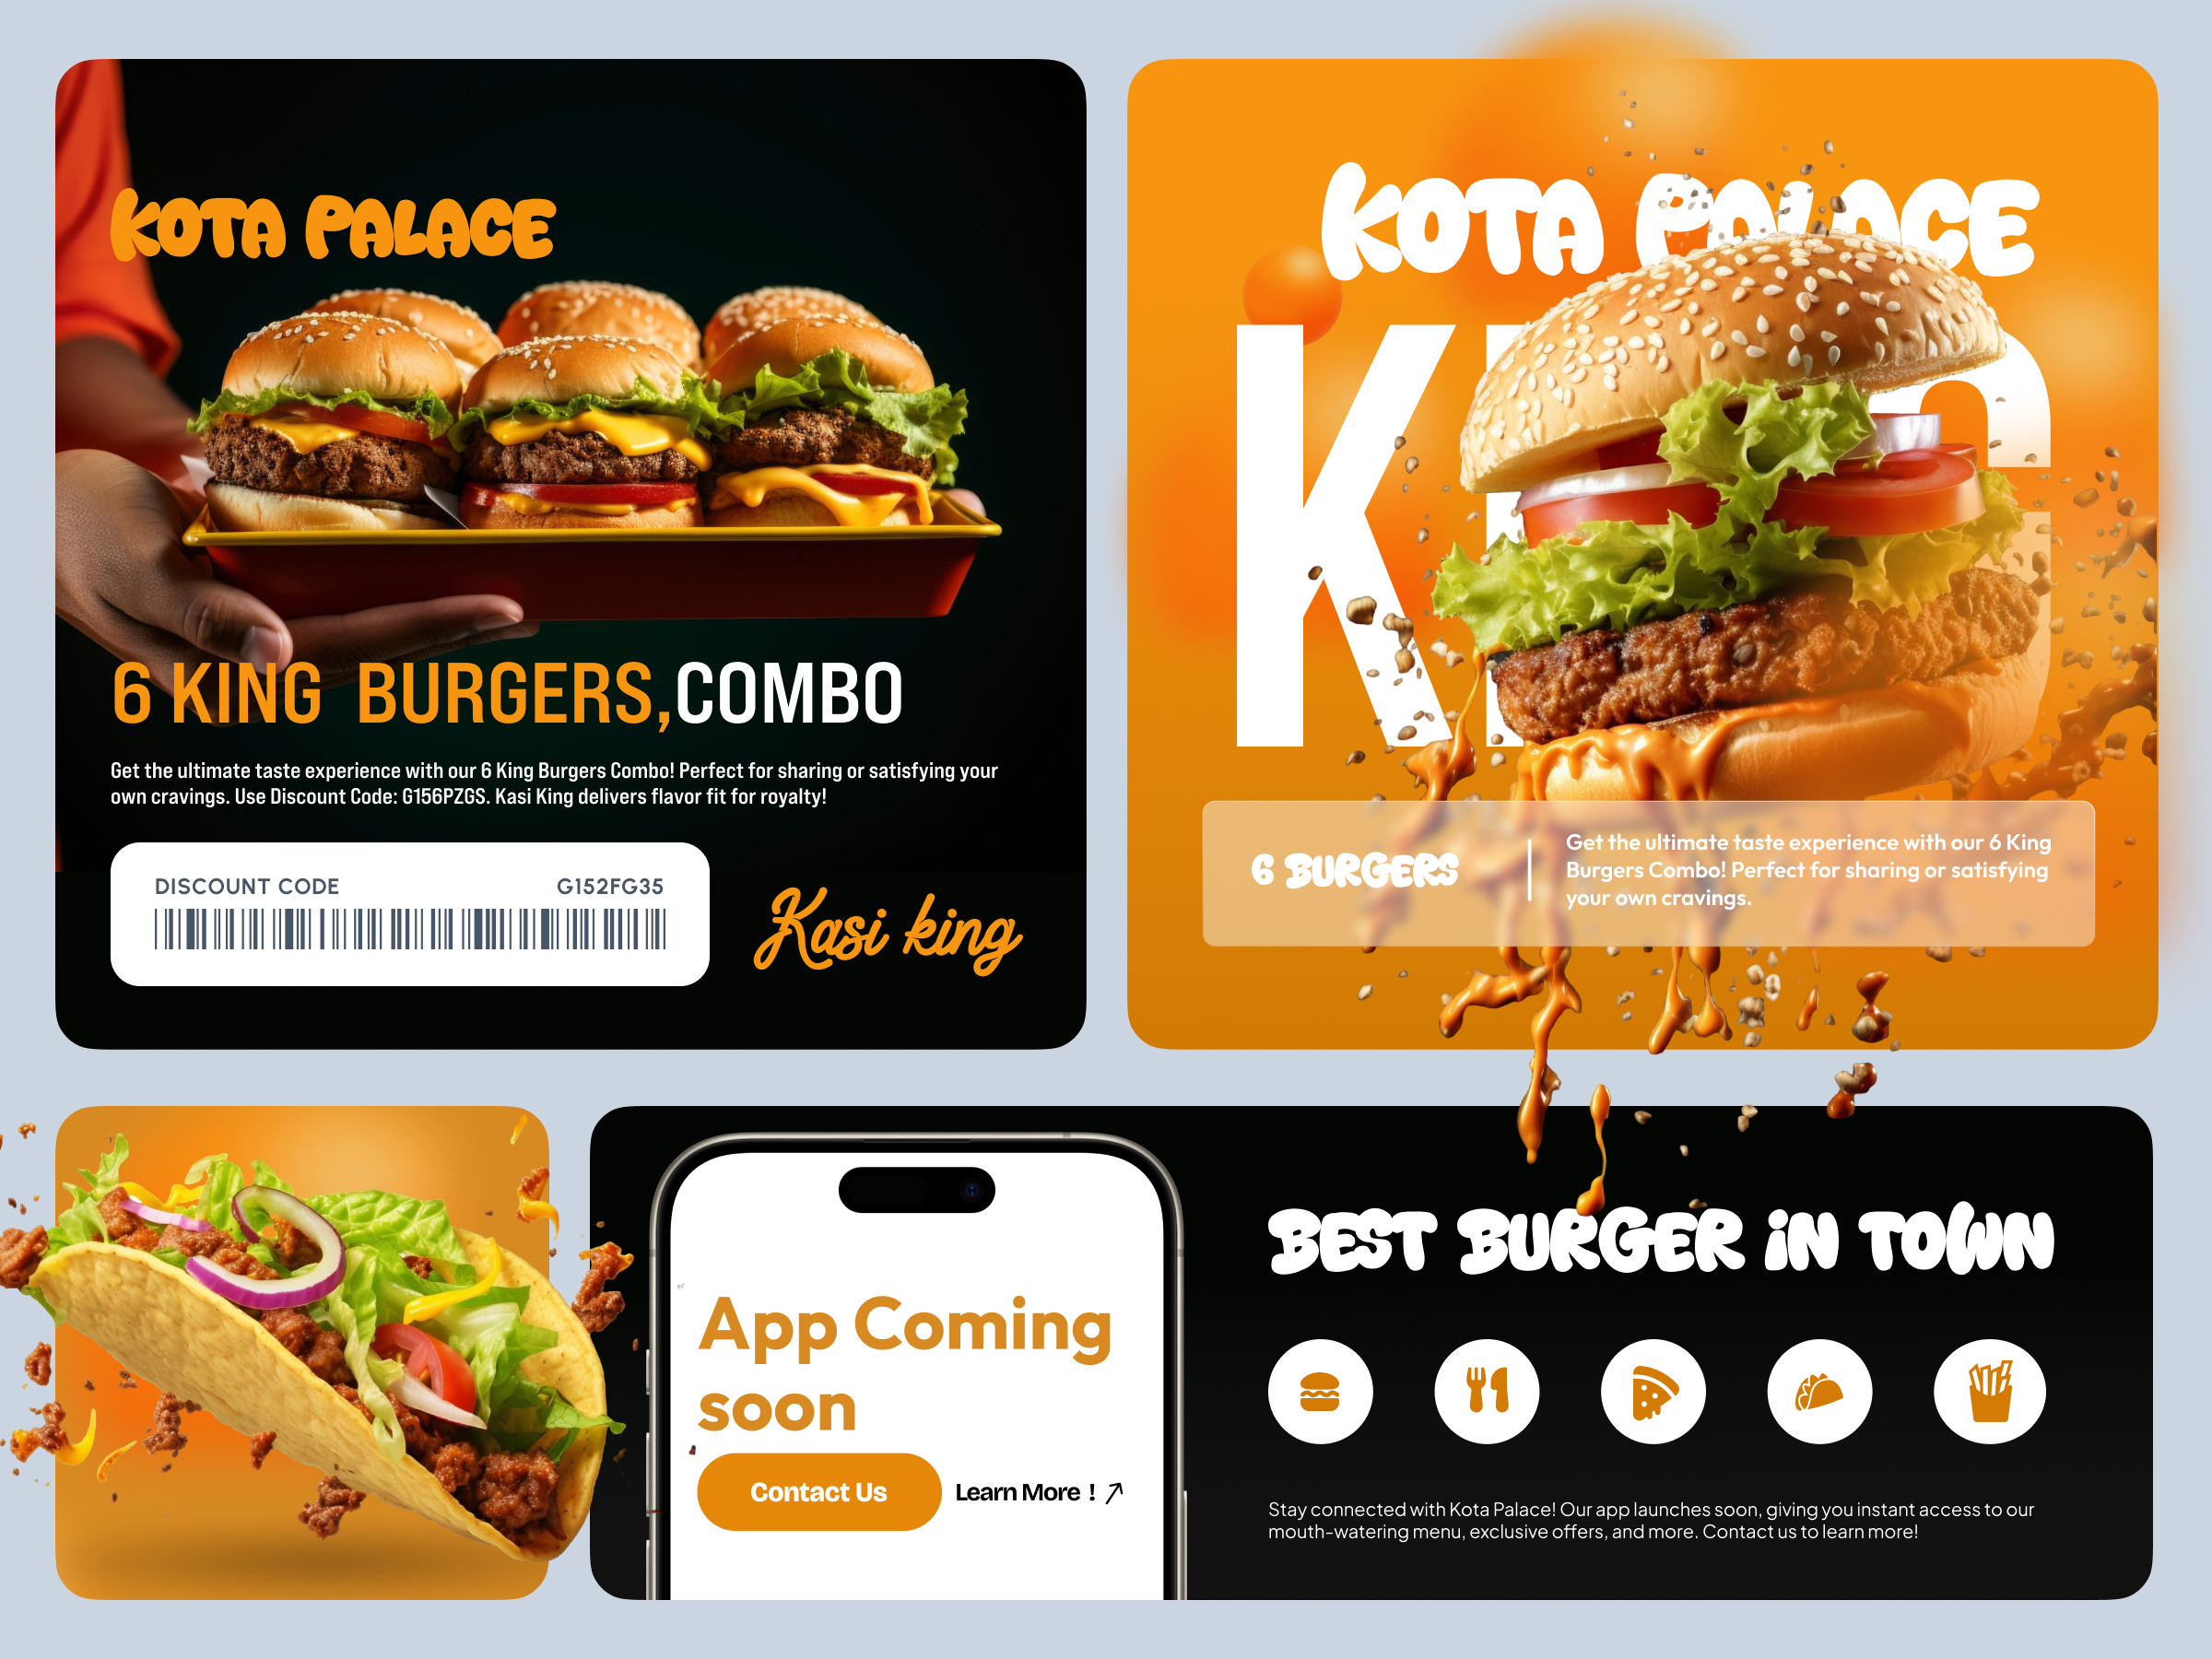 KOTA PALACE
6 KING BURGERS,COMBO
Get the ultimate taste experience with our 6 King Burgers Combo! Perfect for sharing or satisfying your
own cravings. Use Discount Code: G156PZGS. Kasi King delivers flavor fit for royalty!
DISCOUNT CODE G152FG35
Kasi king
KOTA PALACE
6 BURGERS
Get the ultimate taste experience with our 6 King
Burgers Combo! Perfect for sharing or satisfying
your own cravings.
App Coming
soon
Contact Us
Learn More !
BEST BURGER iN TOWN
Stay connected with Kota Palace! Our app launches soon, giving you instant access to our
mouth-watering menu, exclusive offers, and more. Contact us to learn more!